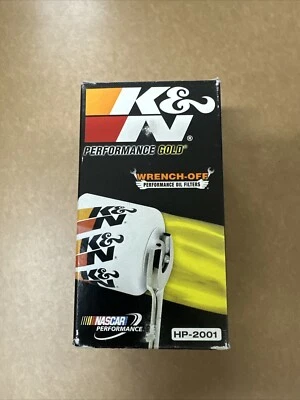 K&N®
PERFORMANCE GOLD®
WRENCH-OFF
PERFORMANCE OIL FILTERS
K&N
K&N
K&N
NASCAR
PERFORMANCE
HP-2001